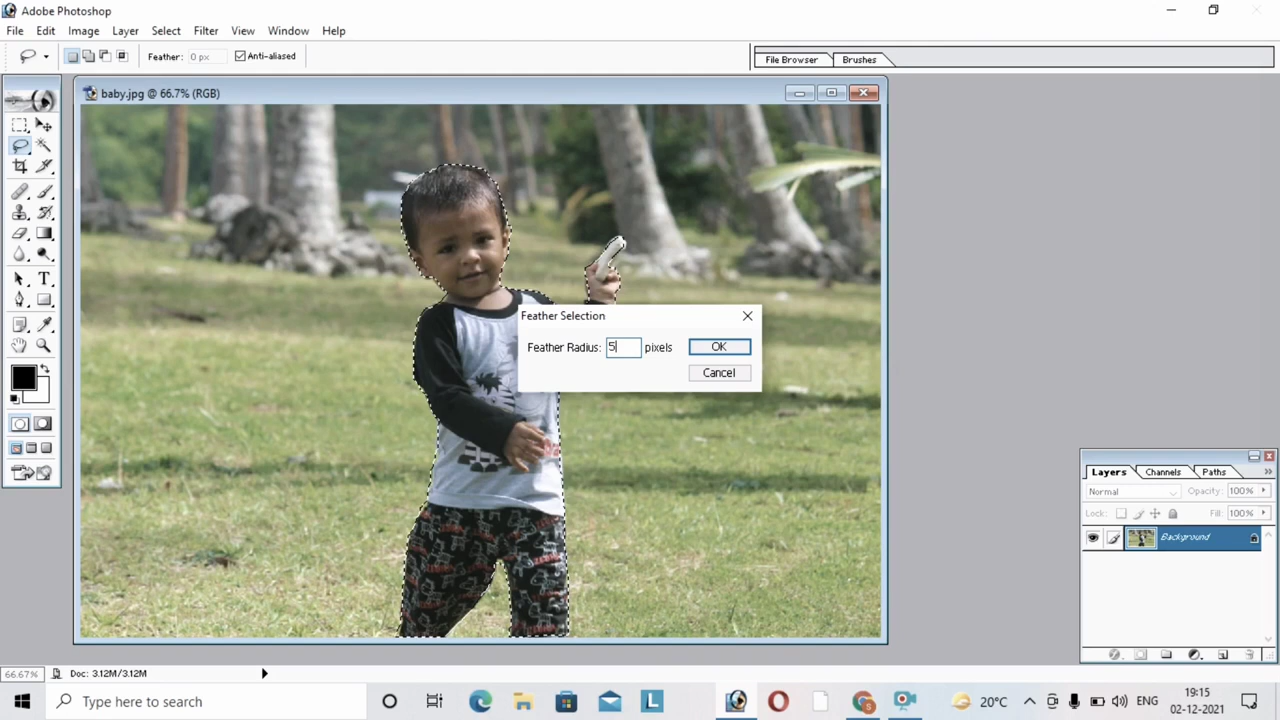 Adobe Photoshop
File Edit Image Layer Select Filter View Window Help
Feather: 0 px Anti-aliased File Browser Brushes
baby.jpg @ 66.7% (RGB)
Feather Selection
Feather Radius: 5 pixels OK
Cancel
Layers Channels Paths
Normal Opacity: 100%
Lock: Fill: 100%
Background
66.67% Doc: 3.12M/3.12M
Type here to search 20°C ENG 19:15
02-12-2021